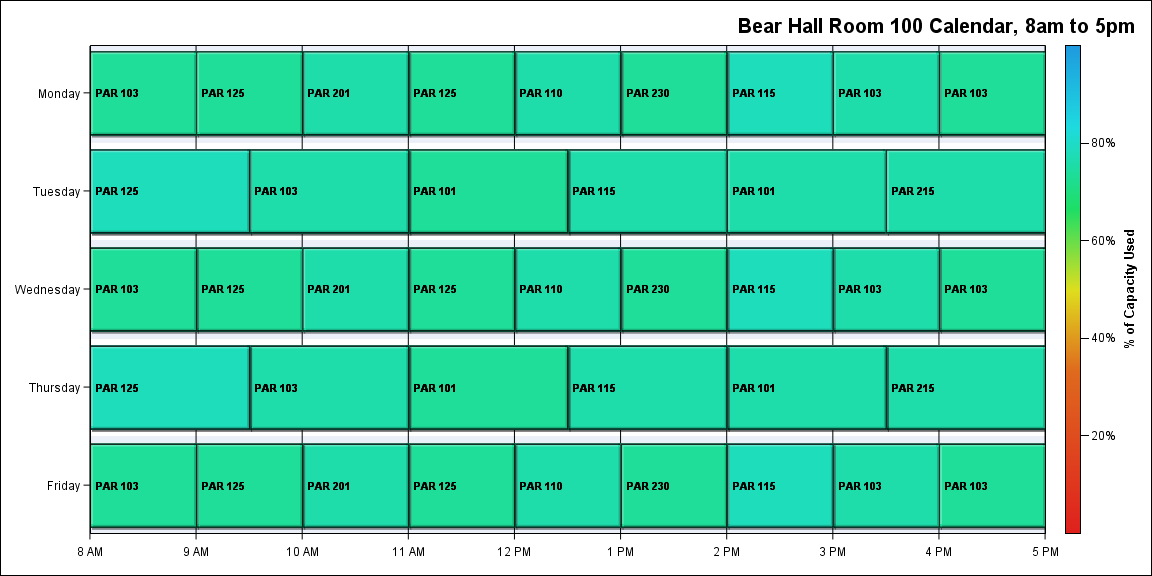 Bear Hall Room 100 Calendar, 8am to 5pm
Monday
PAR 103
PAR 125
PAR 201
PAR 125
PAR 110
PAR 230
PAR 115
PAR 103
PAR 103
Tuesday
PAR 125
PAR 103
PAR 101
PAR 115
PAR 101
PAR 215
Wednesday
PAR 103
PAR 125
PAR 201
PAR 125
PAR 110
PAR 230
PAR 115
PAR 103
PAR 103
Thursday
PAR 125
PAR 103
PAR 101
PAR 115
PAR 101
PAR 215
Friday
PAR 103
PAR 125
PAR 201
PAR 125
PAR 110
PAR 230
PAR 115
PAR 103
PAR 103
8 AM
9 AM
10 AM
11 AM
12 PM
1 PM
2 PM
3 PM
4 PM
5 PM
80%
60%
40%
20%
% of Capacity Used